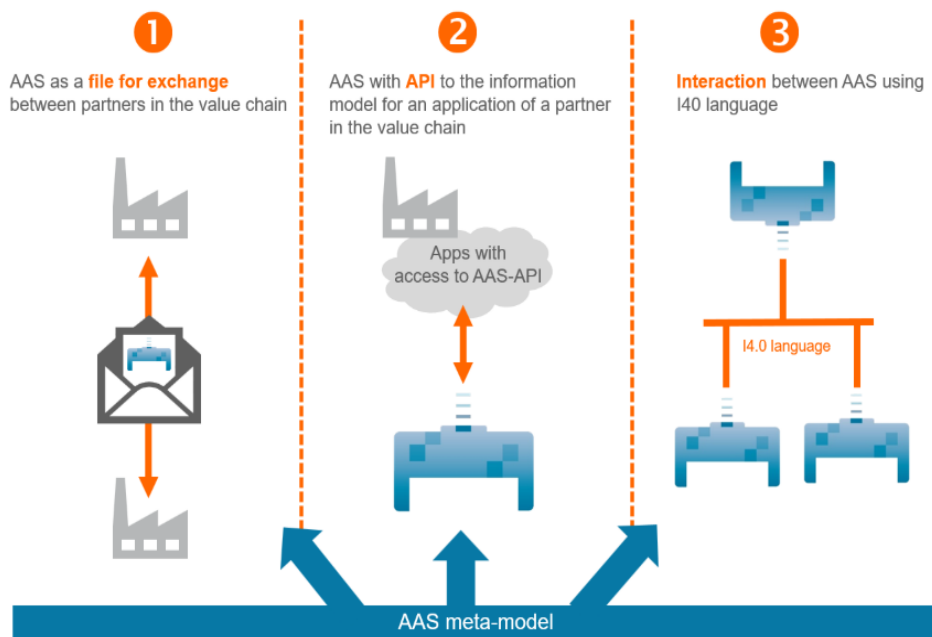 1
AAS as a file for exchange
between partners in the value chain
2
AAS with API to the information
model for an application of a partner
in the value chain
Apps with
access to AAS-API
3
Interaction between AAS using
I40 language
I4.0 language
AAS meta-model